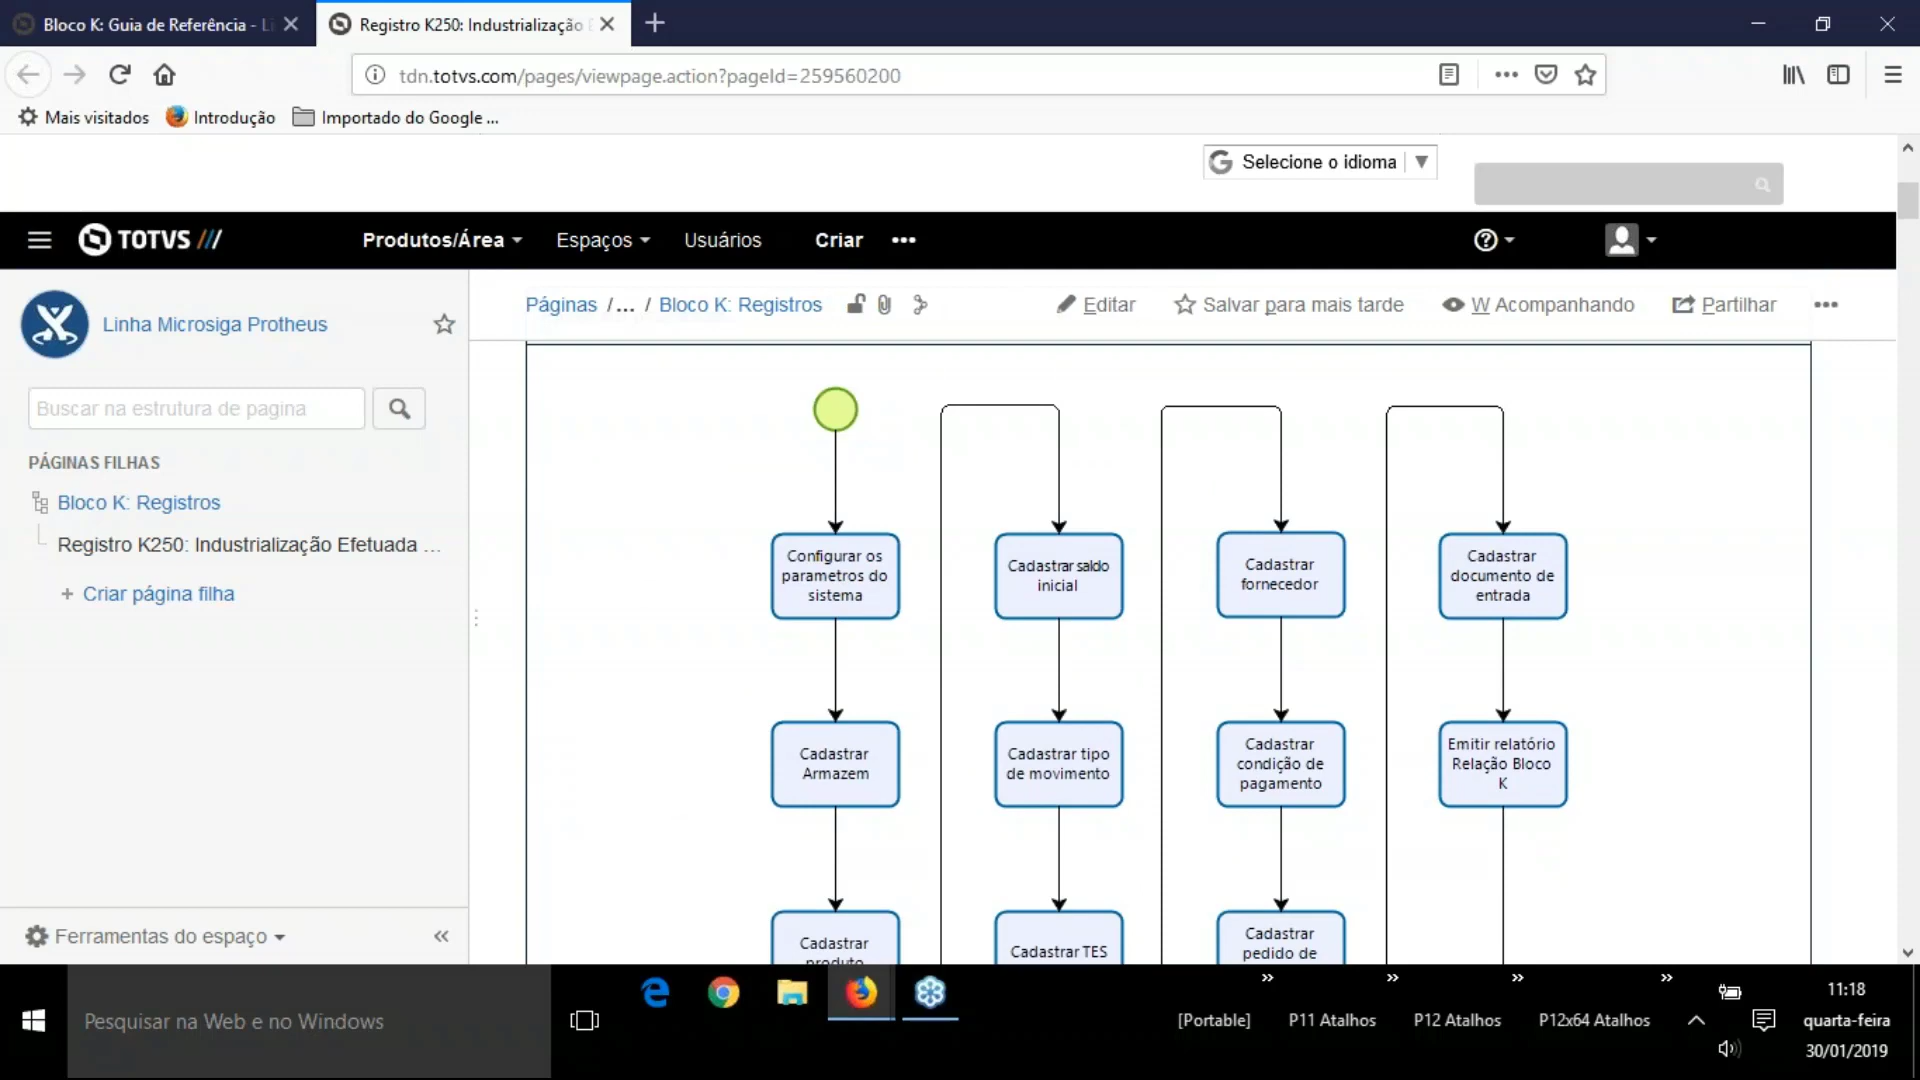 Bloco K: Guia de Referência - Li
Registro K250: Industrialização E
tdn.totvs.com/pages/viewpage.action?pageId=259560200
Mais visitados
Introdução
Importado do Google ...
Selecione o idioma
TOTVS
Produtos/Área
Espaços
Usuários
Criar
Linha Microsiga Protheus
Páginas /... / Bloco K: Registros
Editar
Salvar para mais tarde
W Acompanhando
Partilhar
Buscar na estrutura de pagina
PÁGINAS FILHAS
Bloco K: Registros
Registro K250: Industrialização Efetuada ...
+ Criar página filha
Configurar os
parametros do
sistema
Cadastrar saldo
inicial
Cadastrar
fornecedor
Cadastrar
documento de
entrada
Cadastrar
Armazem
Cadastrar tipo
de movimento
Cadastrar
condição de
pagamento
Emitir relatório
Relação Bloco
K
Cadastrar
produto
Cadastrar TES
Cadastrar
pedido de
Ferramentas do espaço
Pesquisar na Web e no Windows
[Portable]
P11 Atalhos
P12 Atalhos
P12x64 Atalhos
11:18
quarta-feira
30/01/2019